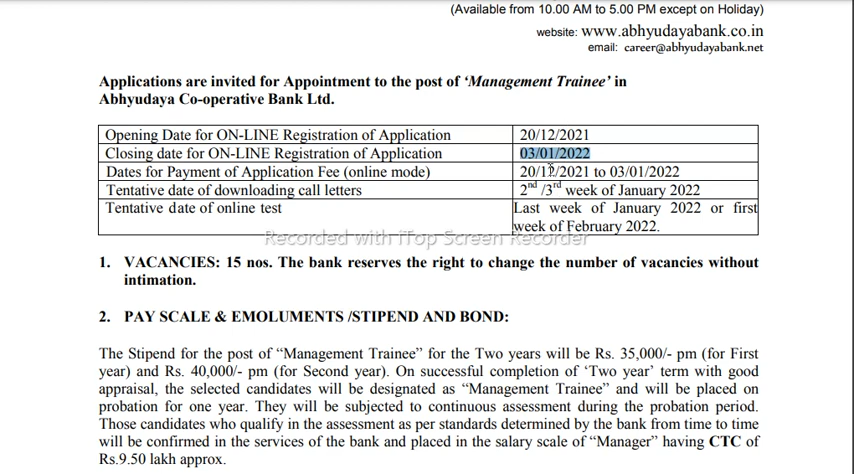 (Available from 10.00 AM to 5.00 PM except on Holiday)
website: www.abhyudayabank.co.in
email: career@abhyudayabank.net
Applications are invited for Appointment to the post of ‘Management Trainee’ in
Abhyudaya Co-operative Bank Ltd.
Opening Date for ON-LINE Registration of Application 20/12/2021
Closing date for ON-LINE Registration of Application 03/01/2022
Dates for Payment of Application Fee (online mode) 20/12/2021 to 03/01/2022
Tentative date of downloading call letters 2nd /3rd week of January 2022
Tentative date of online test Last week of January 2022 or first
week of February 2022.
Recorded with iTop Screen Recorder
1. VACANCIES: 15 nos. The bank reserves the right to change the number of vacancies without
intimation.
2. PAY SCALE & EMOLUMENTS /STIPEND AND BOND:
The Stipend for the post of “Management Trainee” for the Two years will be Rs. 35,000/- pm (for First
year) and Rs. 40,000/- pm (for Second year). On successful completion of ‘Two year’ term with good
appraisal, the selected candidates will be designated as “Management Trainee” and will be placed on
probation for one year. They will be subjected to continuous assessment during the probation period.
Those candidates who qualify in the assessment as per standards determined by the bank from time to time
will be confirmed in the services of the bank and placed in the salary scale of “Manager” having CTC of
Rs.9.50 lakh approx.